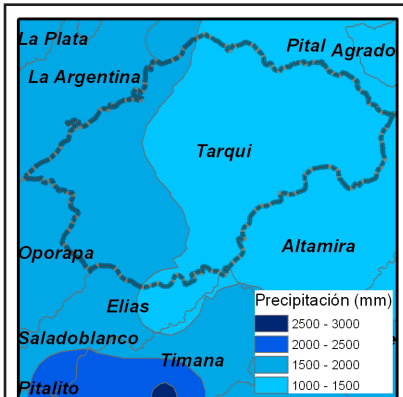 La Plata
Pital
Agrado
La Argentina
Tarqui
Oporapa
Altamira
Elias
Saladoblanco
Timana
Pitalito
Precipitación (mm)
2500 - 3000
2000 - 2500
1500 - 2000
1000 - 1500